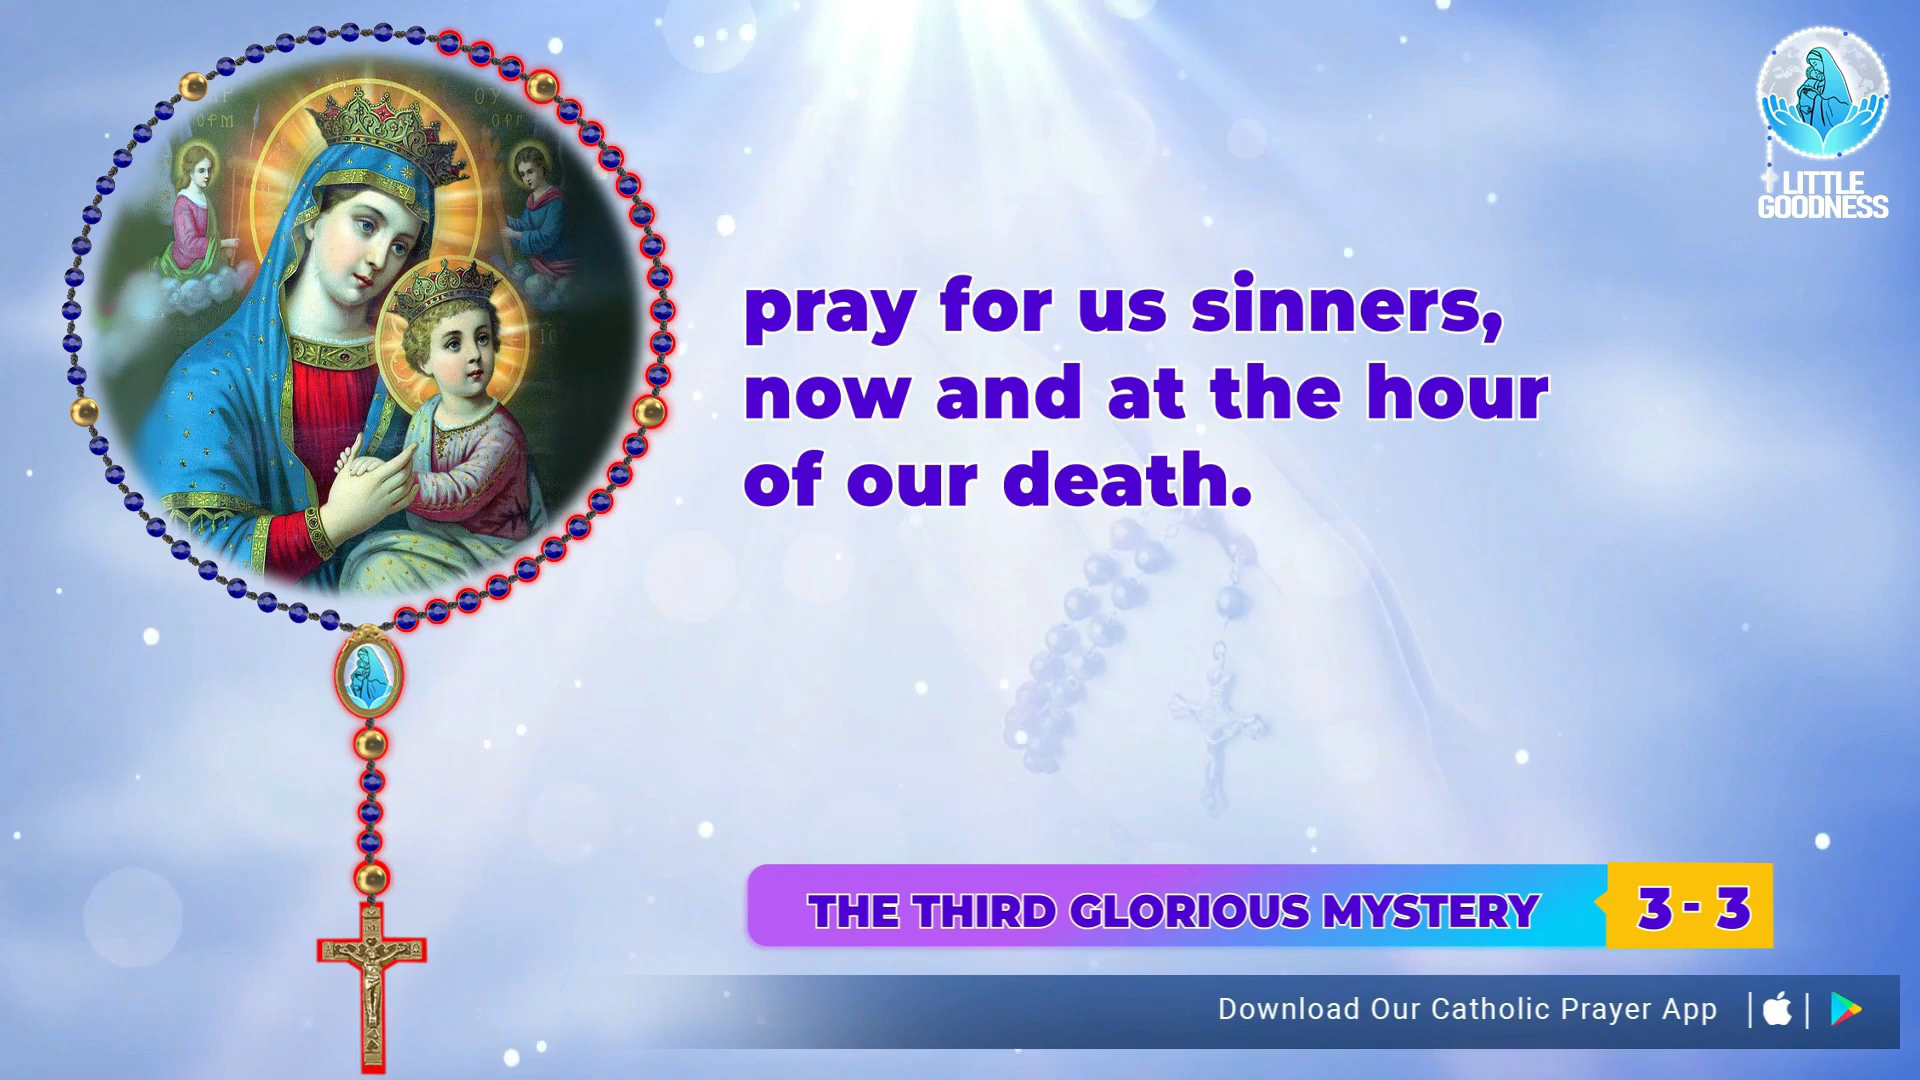 LITTLE
GOODNESS
pray for us sinners,
now and at the hour
of our death.
THE THIRD GLORIOUS MYSTERY
3 - 3
Download Our Catholic Prayer App